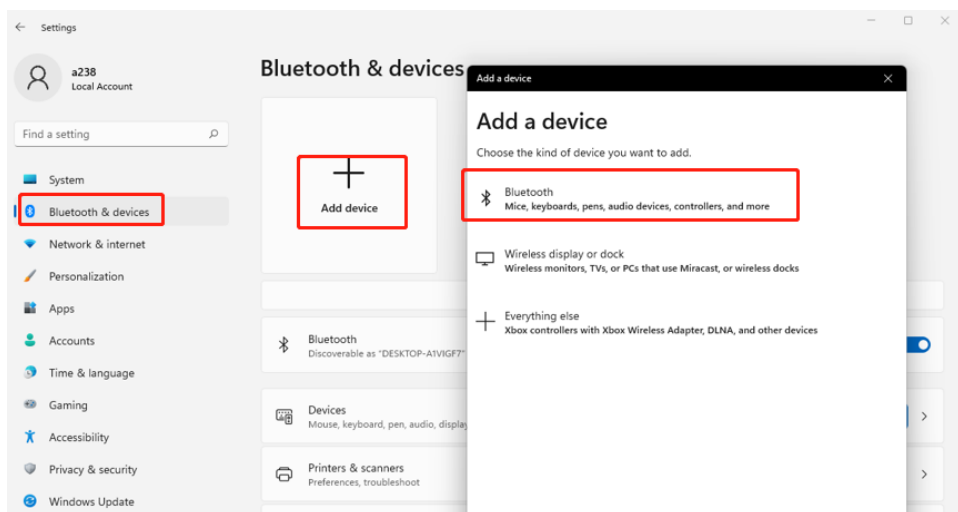 Settings
a238
Local Account
Find a setting
System
Bluetooth & devices
Network & internet
Personalization
Apps
Accounts
Time & language
Gaming
Accessibility
Privacy & security
Windows Update
Bluetooth & devices
Add device
Bluetooth
Discoverable as "DESKTOP-A1VIGF7"
Devices
Mouse, keyboard, pen, audio, display
Printers & scanners
Preferences, troubleshoot
Add a device
Add a device
Choose the kind of device you want to add.
Bluetooth
Mice, keyboards, pens, audio devices, controllers, and more
Wireless display or dock
Wireless monitors, TVs, or PCs that use Miracast, or wireless docks
Everything else
Xbox controllers with Xbox Wireless Adapter, DLNA, and other devices